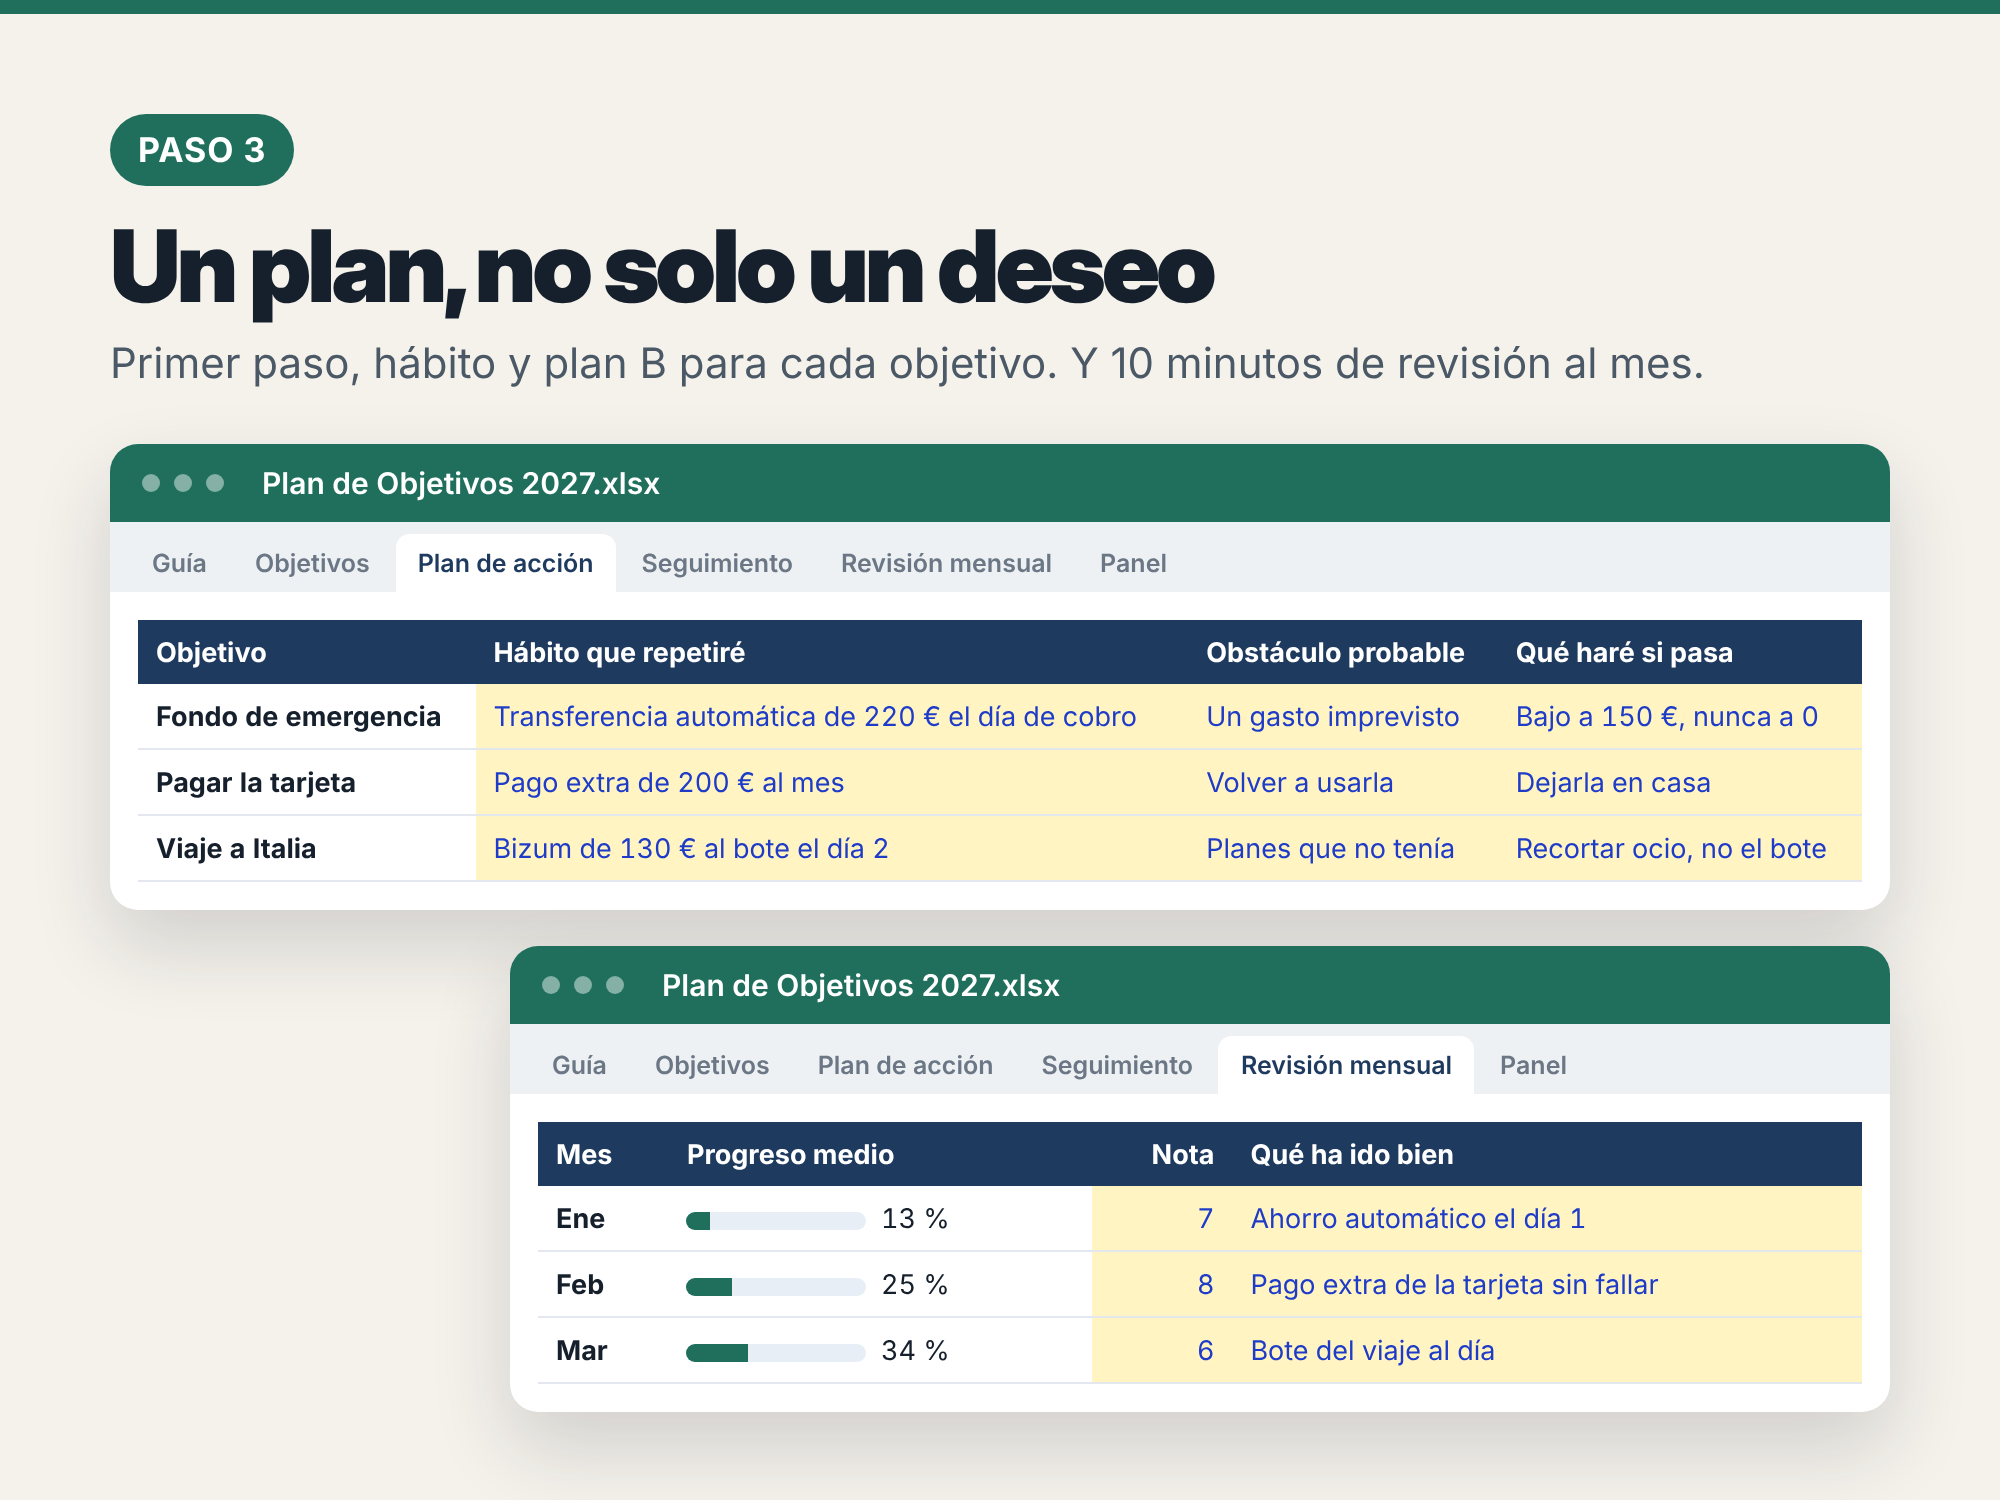 PASO 3
Un plan, no solo un deseo
Primer paso, hábito y plan B para cada objetivo. Y 10 minutos de revisión al mes.
Plan de Objetivos 2027.xlsx
Guía Objetivos Plan de acción Seguimiento Revisión mensual Panel
Objetivo Hábito que repetiré Obstáculo probable Qué haré si pasa
Fondo de emergencia Transferencia automática de 220 € el día de cobro Un gasto imprevisto Bajo a 150 €, nunca a 0
Pagar la tarjeta Pago extra de 200 € al mes Volver a usarla Dejarla en casa
Viaje a Italia Bizum de 130 € al bote el día 2 Planes que no tenía Recortar ocio, no el bote
Plan de Objetivos 2027.xlsx
Guía Objetivos Plan de acción Seguimiento Revisión mensual Panel
Mes Progreso medio Nota Qué ha ido bien
Ene 13 % 7 Ahorro automático el día 1
Feb 25 % 8 Pago extra de la tarjeta sin fallar
Mar 34 % 6 Bote del viaje al día